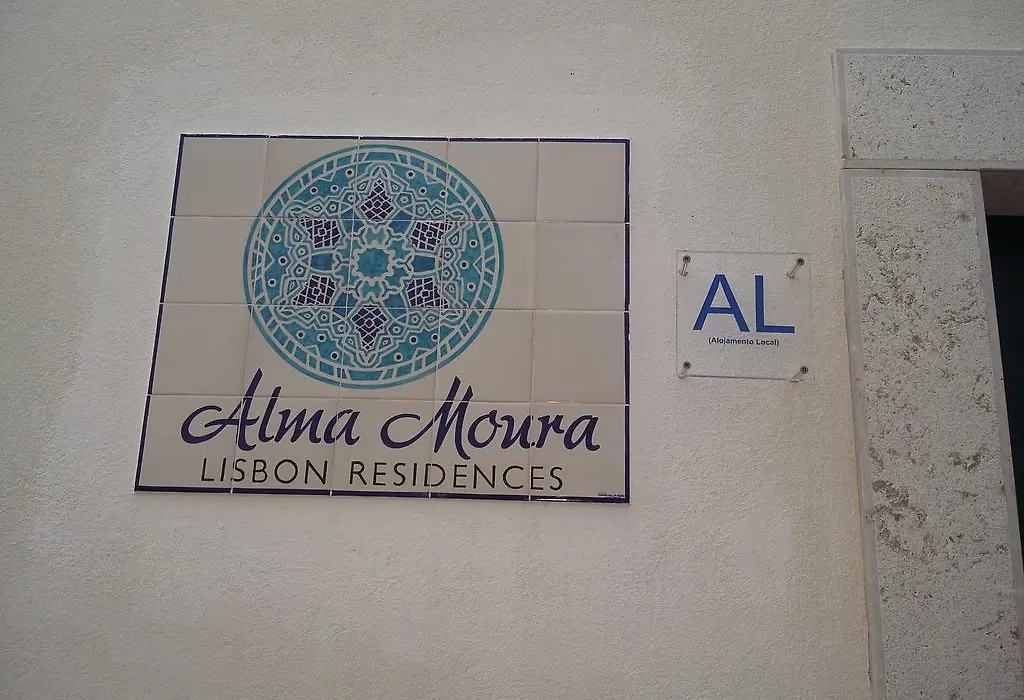 Alma Moura
LISBON RESIDENCES
AL
(Alojamento Local)